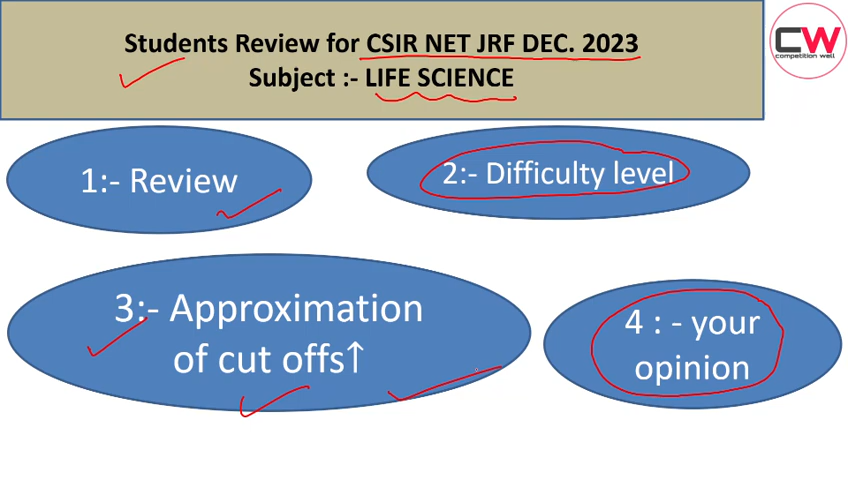 Students Review for CSIR NET JRF DEC. 2023
Subject :- LIFE SCIENCE
CW
competition well
1:- Review
2:- Difficulty level
3:- Approximation
of cut offs↑
4 : - your
opinion